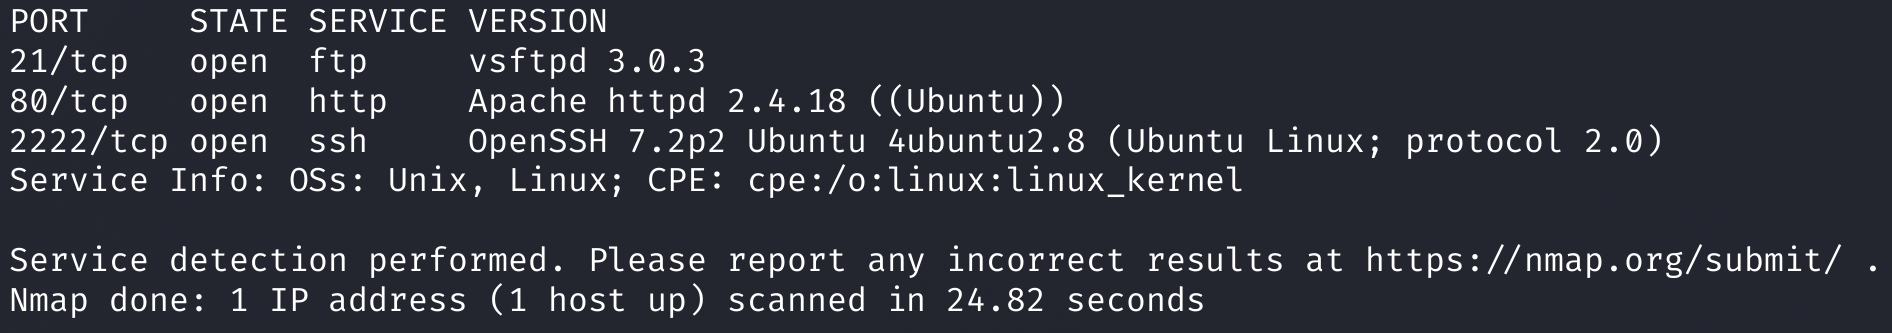 PORT     STATE SERVICE VERSION
21/tcp   open  ftp     vsftpd 3.0.3
80/tcp   open  http    Apache httpd 2.4.18 ((Ubuntu))
2222/tcp open  ssh     OpenSSH 7.2p2 Ubuntu 4ubuntu2.8 (Ubuntu Linux; protocol 2.0)
Service Info: OSs: Unix, Linux; CPE: cpe:/o:linux:linux_kernel

Service detection performed. Please report any incorrect results at https://nmap.org/submit/ .
Nmap done: 1 IP address (1 host up) scanned in 24.82 seconds